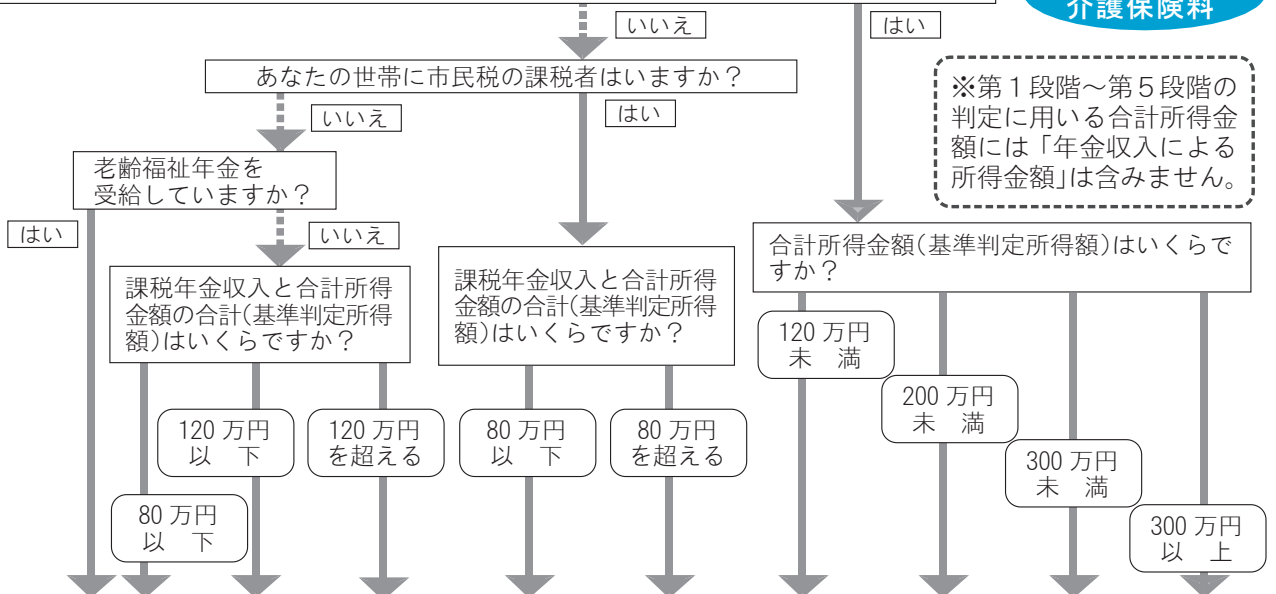 介護保険料
いいえ
はい
あなたの世帯に市民税の課税者はいますか？
※第１段階～第５段階の
判定に用いる合計所得金
額には「年金収入による
所得金額」は含みません。
いいえ
はい
老齢福祉年金を
受給していますか？
はい
いいえ
課税年金収入と合計所得
金額の合計(基準判定所得
額)はいくらですか？
課税年金収入と合計所得
金額の合計(基準判定所得
額)はいくらですか？
合計所得金額(基準判定所得額)はいくらで
すか？
120 万円
未　満
200 万円
未　満
120 万円
以　下
120 万円
を超える
80 万円
以　下
80 万円
を超える
300 万円
未　満
80 万円
以　下
300 万円
以　上